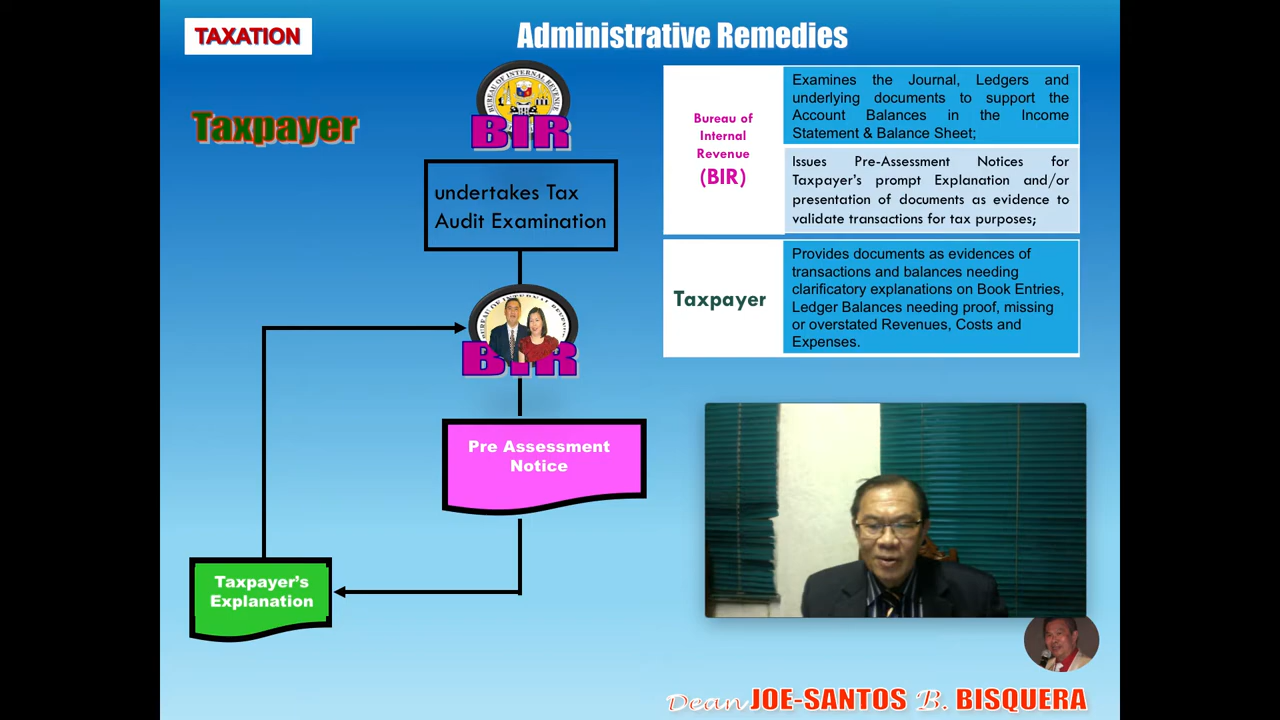 TAXATION
Administrative Remedies
Taxpayer
BUREAU OF INTERNAL REVENUE
BIR
undertakes Tax
Audit Examination
BIR
Pre Assessment
Notice
Taxpayer's
Explanation
Bureau of
Internal
Revenue
(BIR)
Examines the Journal, Ledgers and
underlying documents to support the
Account Balances in the Income
Statement & Balance Sheet;
Issues Pre-Assessment Notices for
Taxpayer's prompt Explanation and/or
presentation of documents as evidence to
validate transactions for tax purposes;
Taxpayer
Provides documents as evidences of
transactions and balances needing
clarificatory explanations on Book Entries,
Ledger Balances needing proof, missing
or overstated Revenues, Costs and
Expenses.
Dean JOE-SANTOS B. BISQUERA